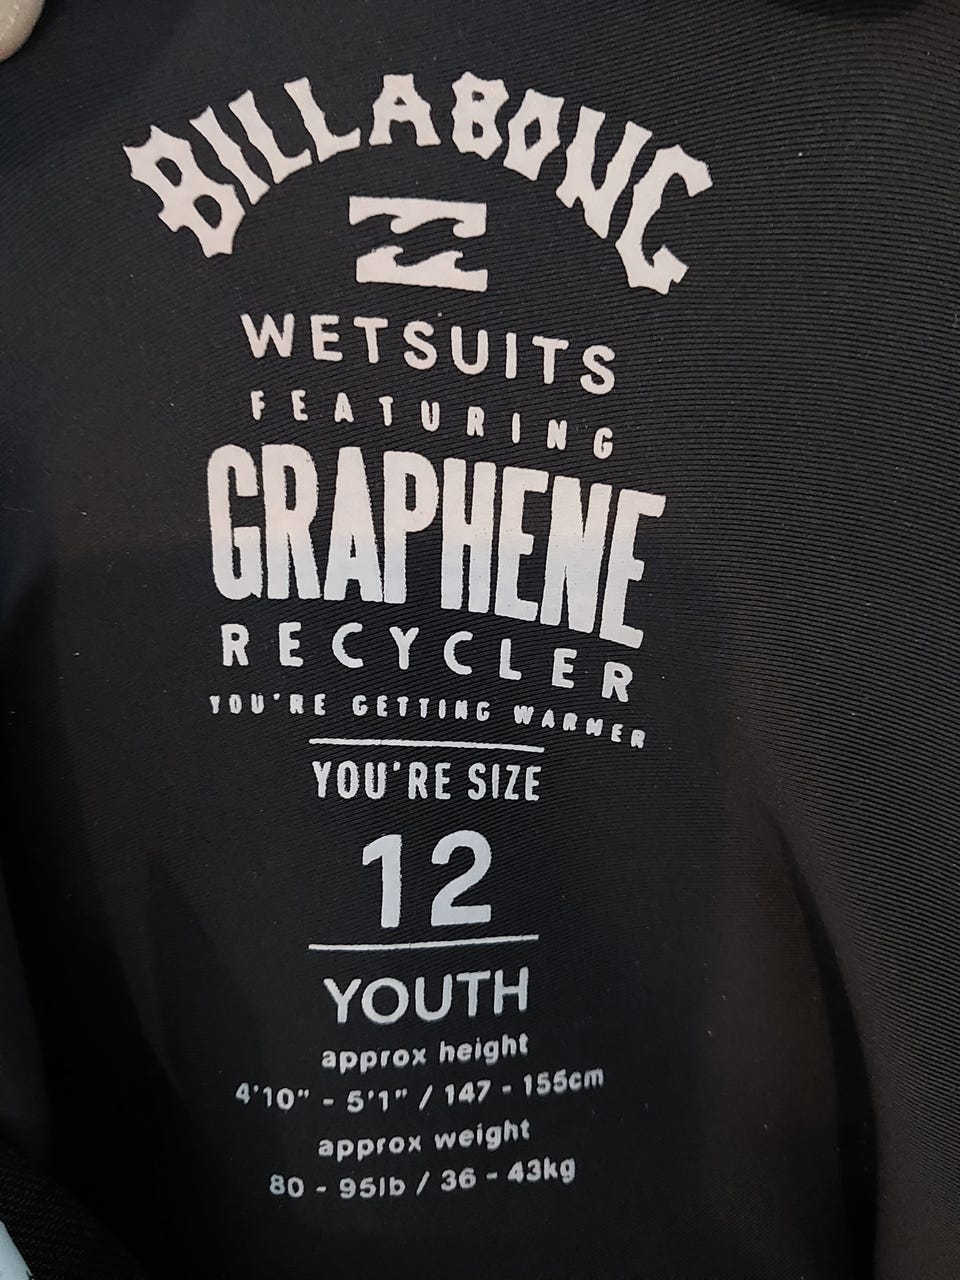 BILLABONG
WETSUITS
FEATURING
GRAPHENE
RECYCLER
YOU'RE GETTING WARMER
YOU'RE SIZE
12
YOUTH
approx height
4'10" - 5'1" / 147 - 155cm
approx weight
80 - 95lb / 36 - 43kg